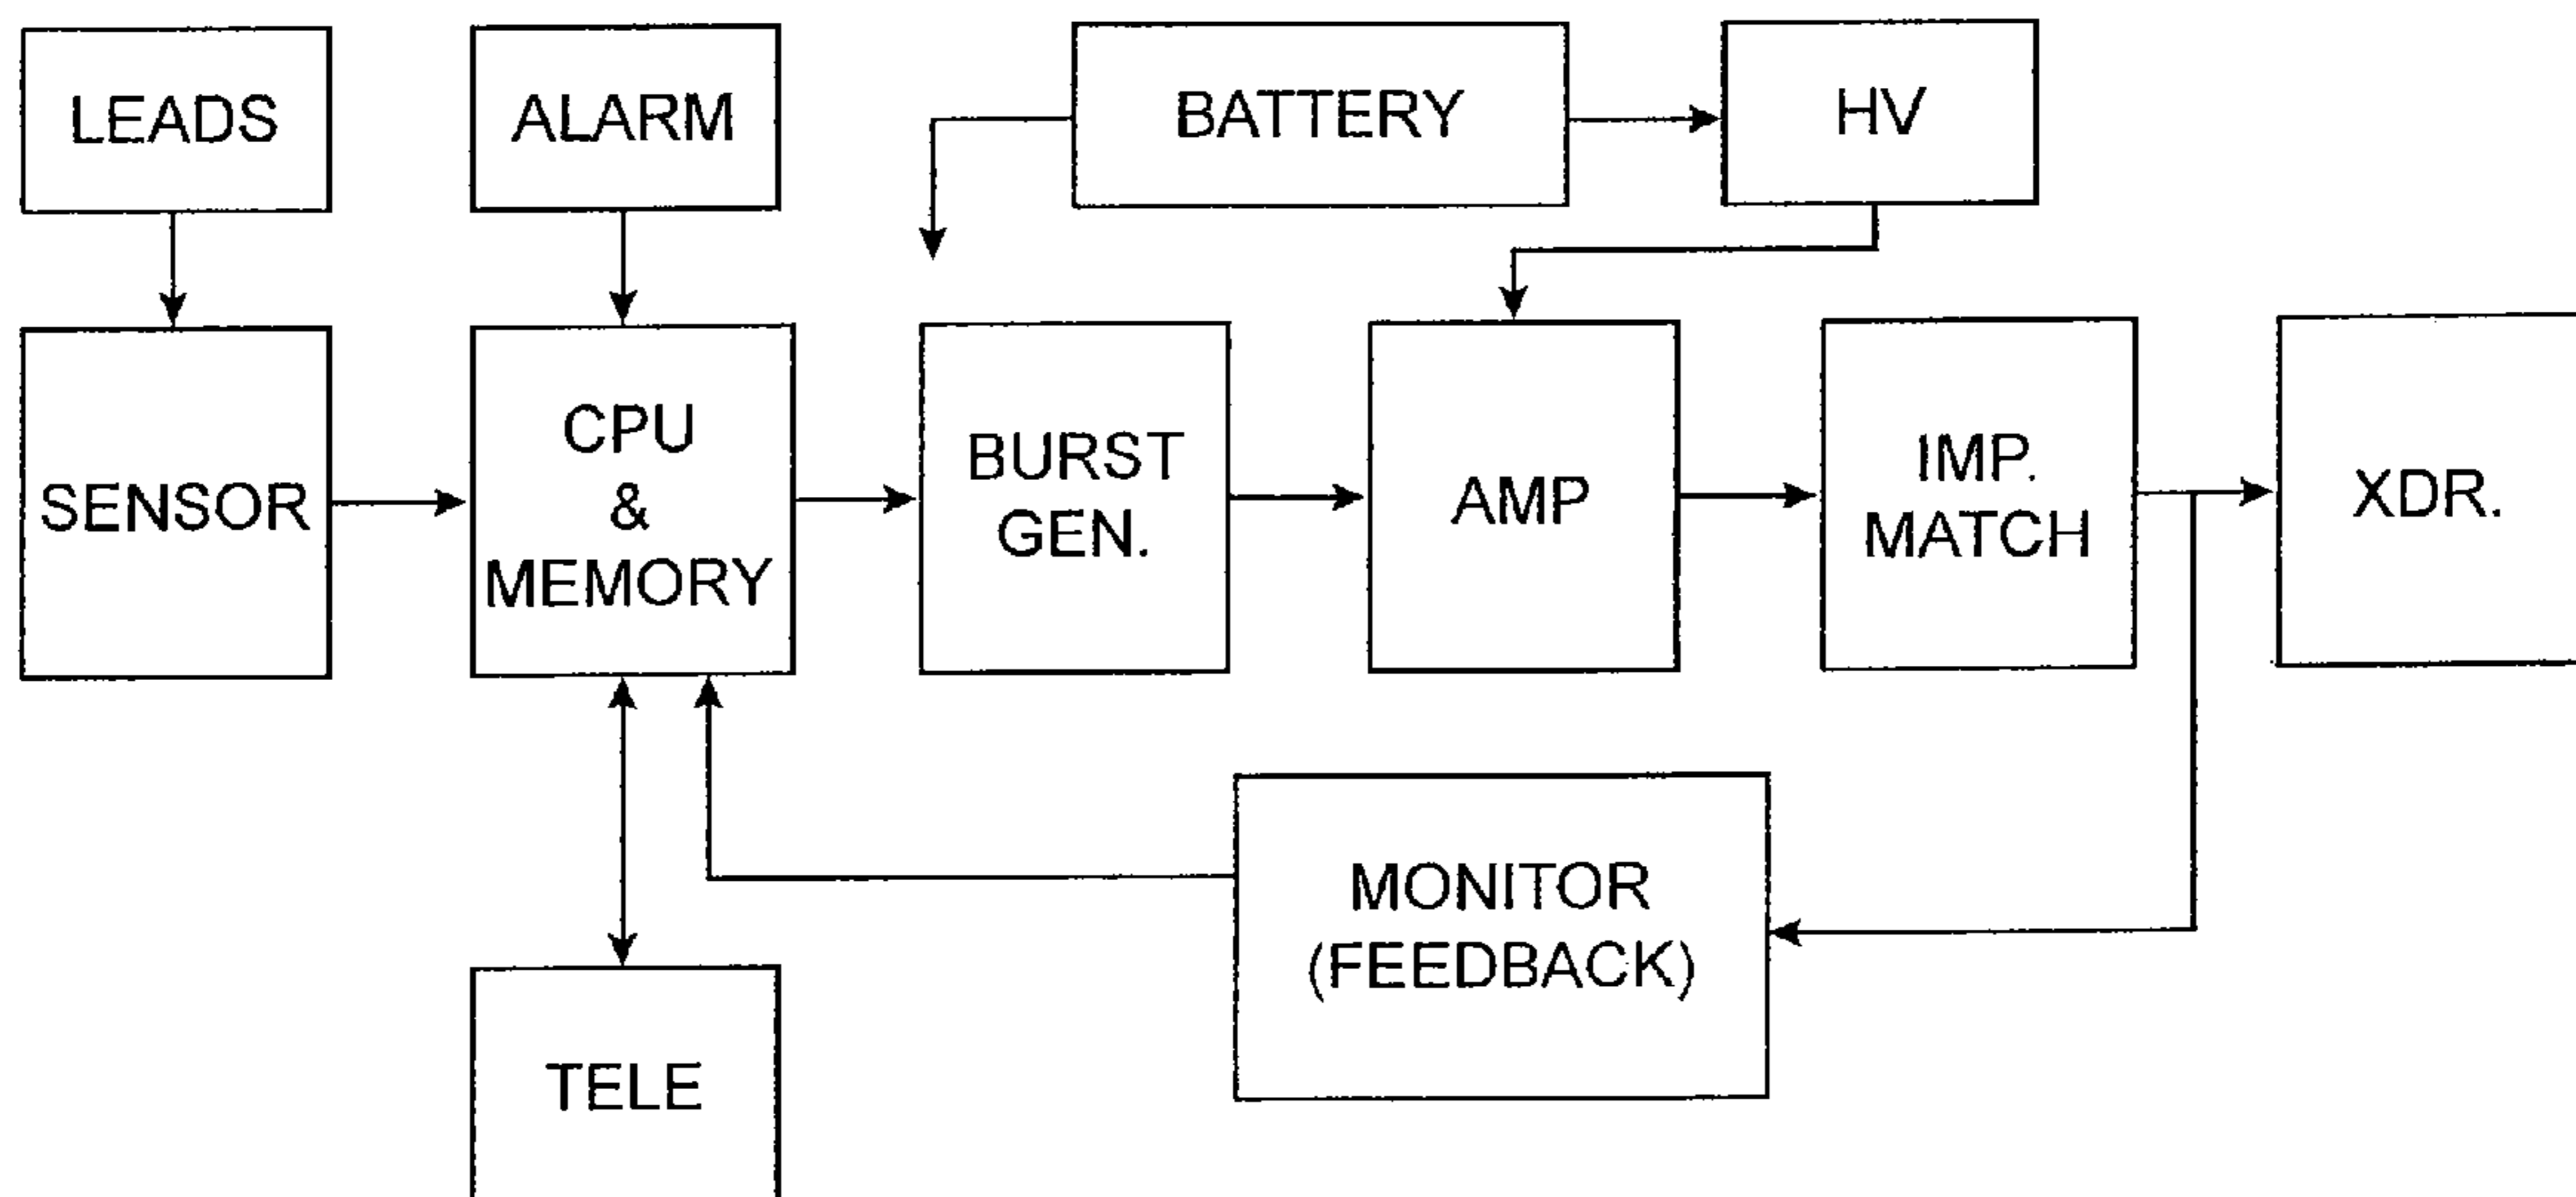 LEADS
ALARM
BATTERY
HV
SENSOR
CPU
&
MEMORY
BURST
GEN.
AMP
IMP.
MATCH
XDR.
MONITOR
(FEEDBACK)
TELE